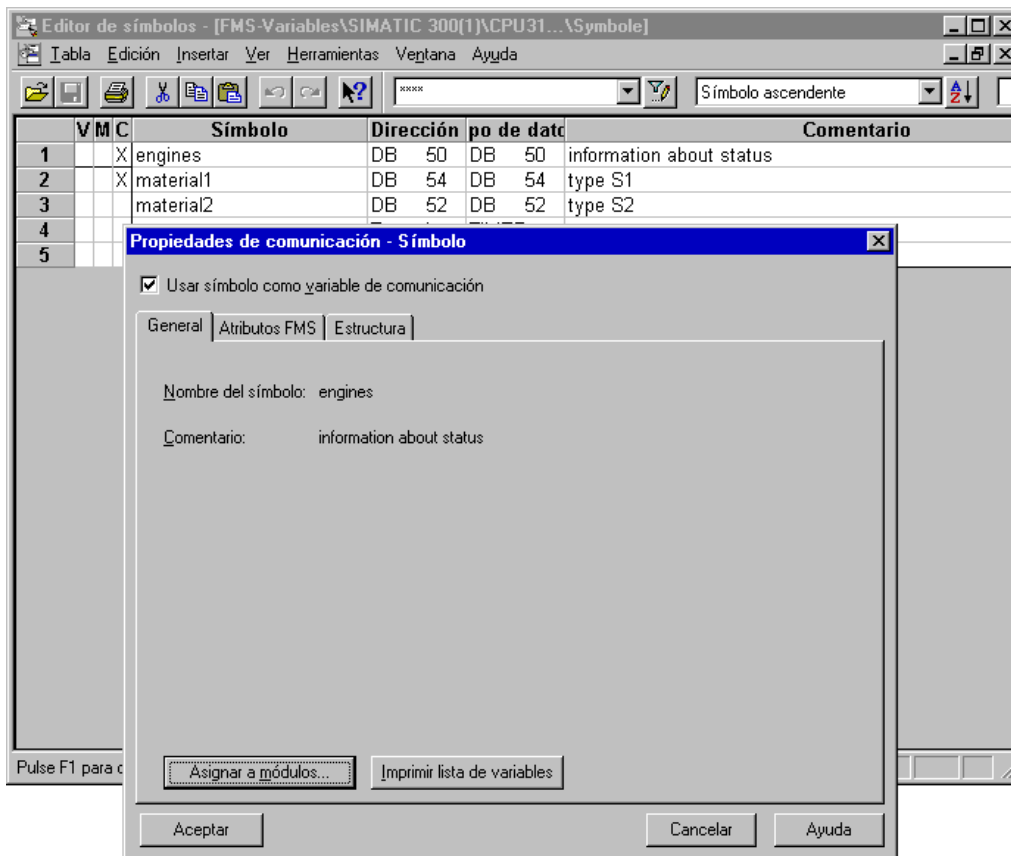 Editor de símbolos - [FMS-Variables\SIMATIC 300(1)\CPU31...\Symbole]
Tabla Edición Insertar Ver Herramientas Ventana Ayuda
**** Símbolo ascendente
V M C Símbolo Dirección po de datc Comentario
1 X engines DB 50 DB 50 information about status
2 X material1 DB 54 DB 54 type S1
3 material2 DB 52 DB 52 type S2
4
5
Propiedades de comunicación - Símbolo
Usar símbolo como variable de comunicación
General Atributos FMS Estructura
Nombre del símbolo: engines
Comentario: information about status
Asignar a módulos... Imprimir lista de variables
Pulse F1 para
Aceptar Cancelar Ayuda